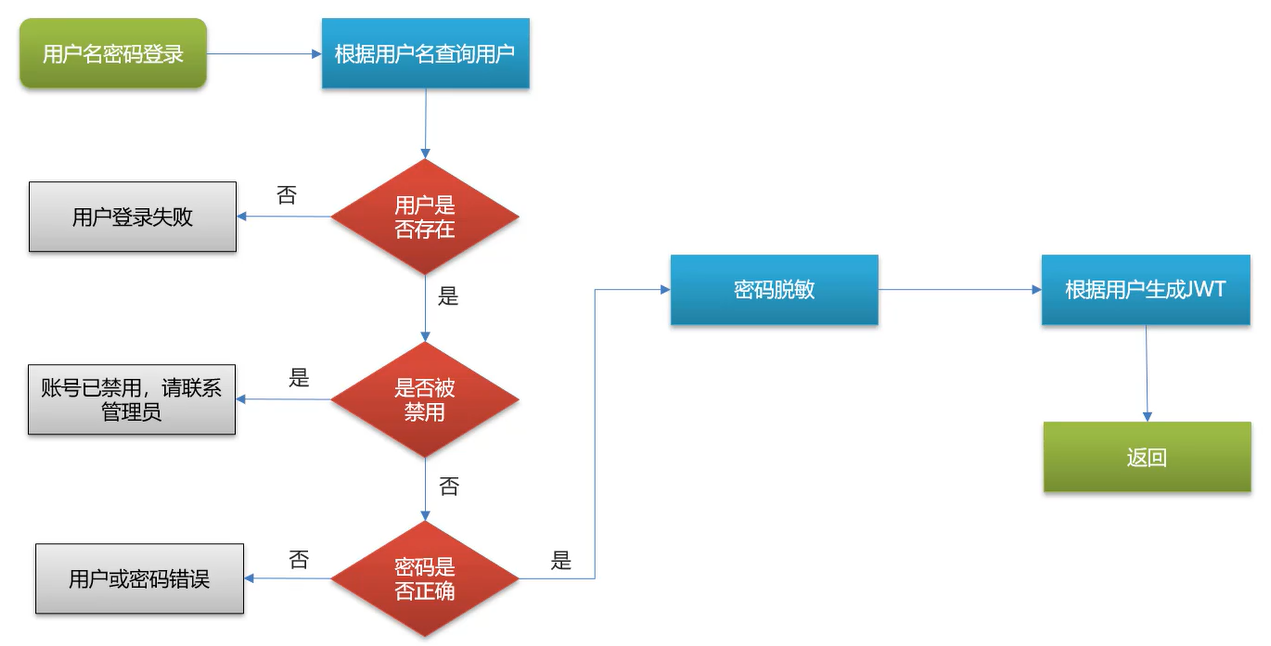 用户名密码登录
根据用户名查询用户
用户是
否存在
否
用户登录失败
是
是否被
禁用
是
账号已禁用，请联系
管理员
否
密码是
否正确
否
用户或密码错误
是
密码脱敏
根据用户生成JWT
返回